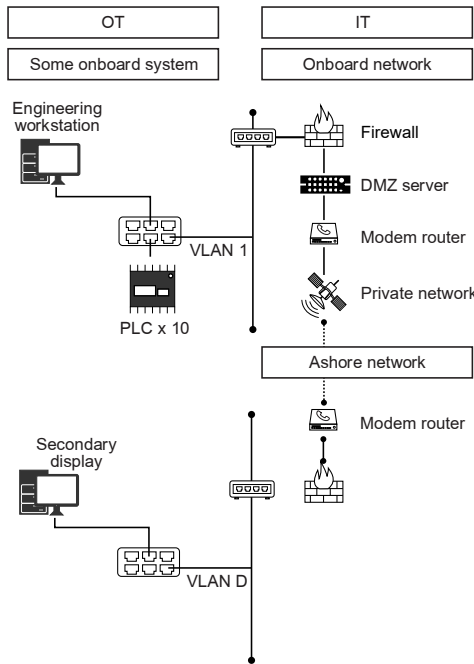 OT
IT
Some onboard system
Onboard network
Engineering
workstation
Firewall
DMZ server
Modem router
VLAN 1
Private network
PLC x 10
Ashore network
Modem router
Secondary
display
VLAN D